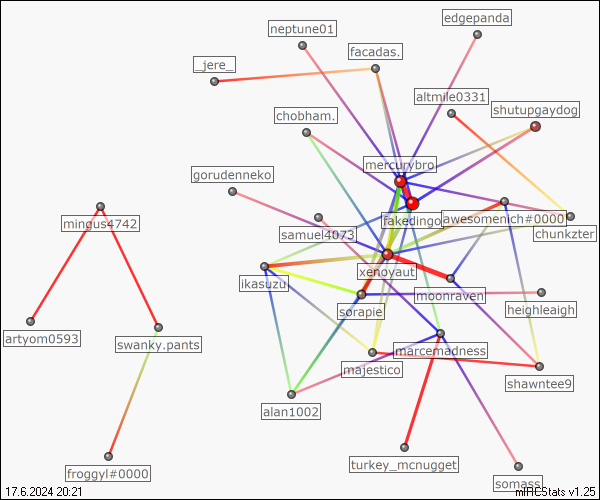 edgepanda
neptune01
facadas.
_jere_
altmile0331
shutupgaydog
chobham.
mercurybro
gorudenneko
mingus4742
fakedingo
awesomenich#0000
samuel4073
chunkzter
xenoyaut
ikasuzu
moonraven
sorapie
heighleaigh
artyom0593
swanky.pants
marcemadness
majestico
shawntee9
alan1002
turkey_mcnugget
froggyl#0000
somass
17.6.2024 20:21
mIRCStats v1.25